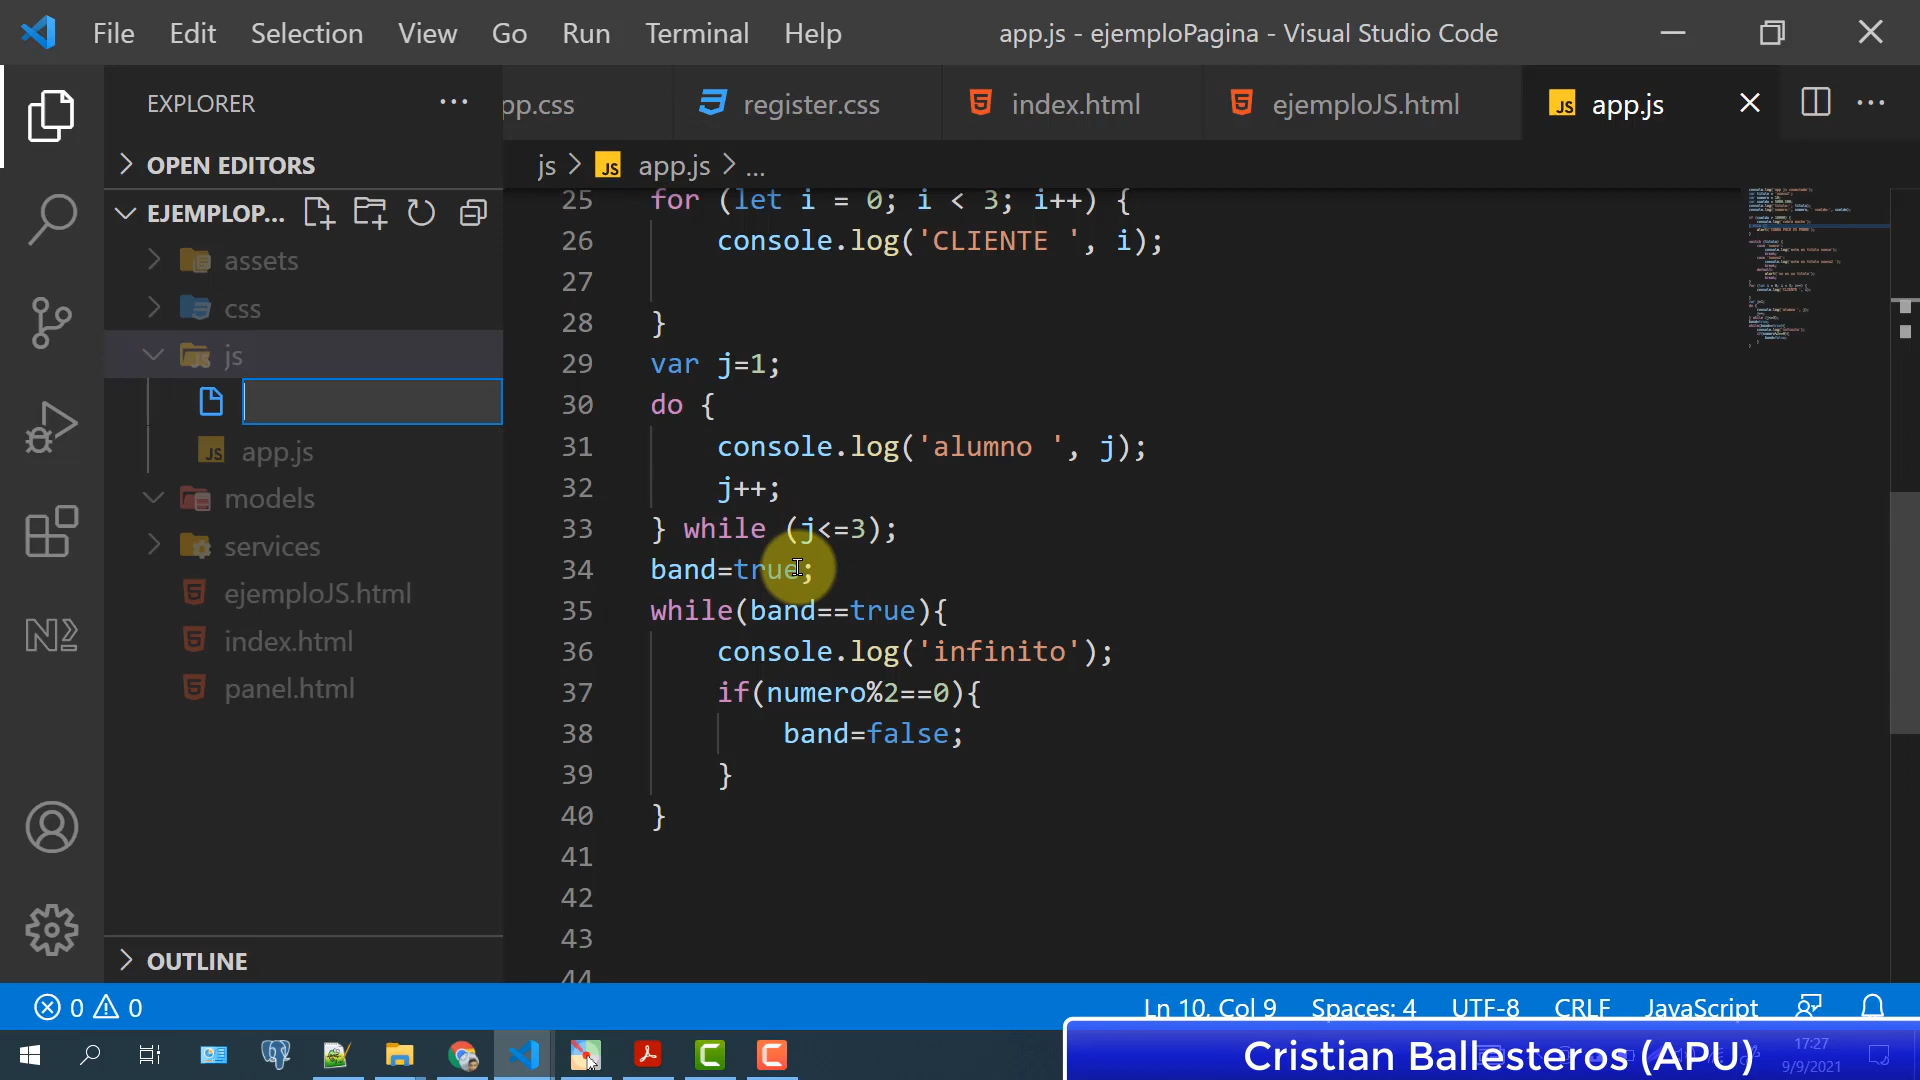 File Edit Selection View Go Run Terminal Help app.js - ejemploPagina - Visual Studio Code
EXPLORER
pp.css register.css index.html ejemploJS.html app.js
OPEN EDITORS
js > app.js > ...
EJEMPLOP...
assets
css
js
app.js
models
services
ejemploJS.html
index.html
panel.html
OUTLINE
25 for (let i = 0; i < 3; i++) {
26 console.log('CLIENTE ', i);
27
28 }
29 var j=1;
30 do {
31 console.log('alumno ', j);
32 j++;
33 } while (j<=3);
34 band=true;
35 while(band==true){
36 console.log('infinito');
37 if(numero%2==0){
38 band=false;
39 }
40 }
41
42
43
44
0 0 Ln 10, Col 9 Spaces: 4 UTF-8 CRLF JavaScript
Cristian Ballesteros (APU)
17:27
9/9/2021